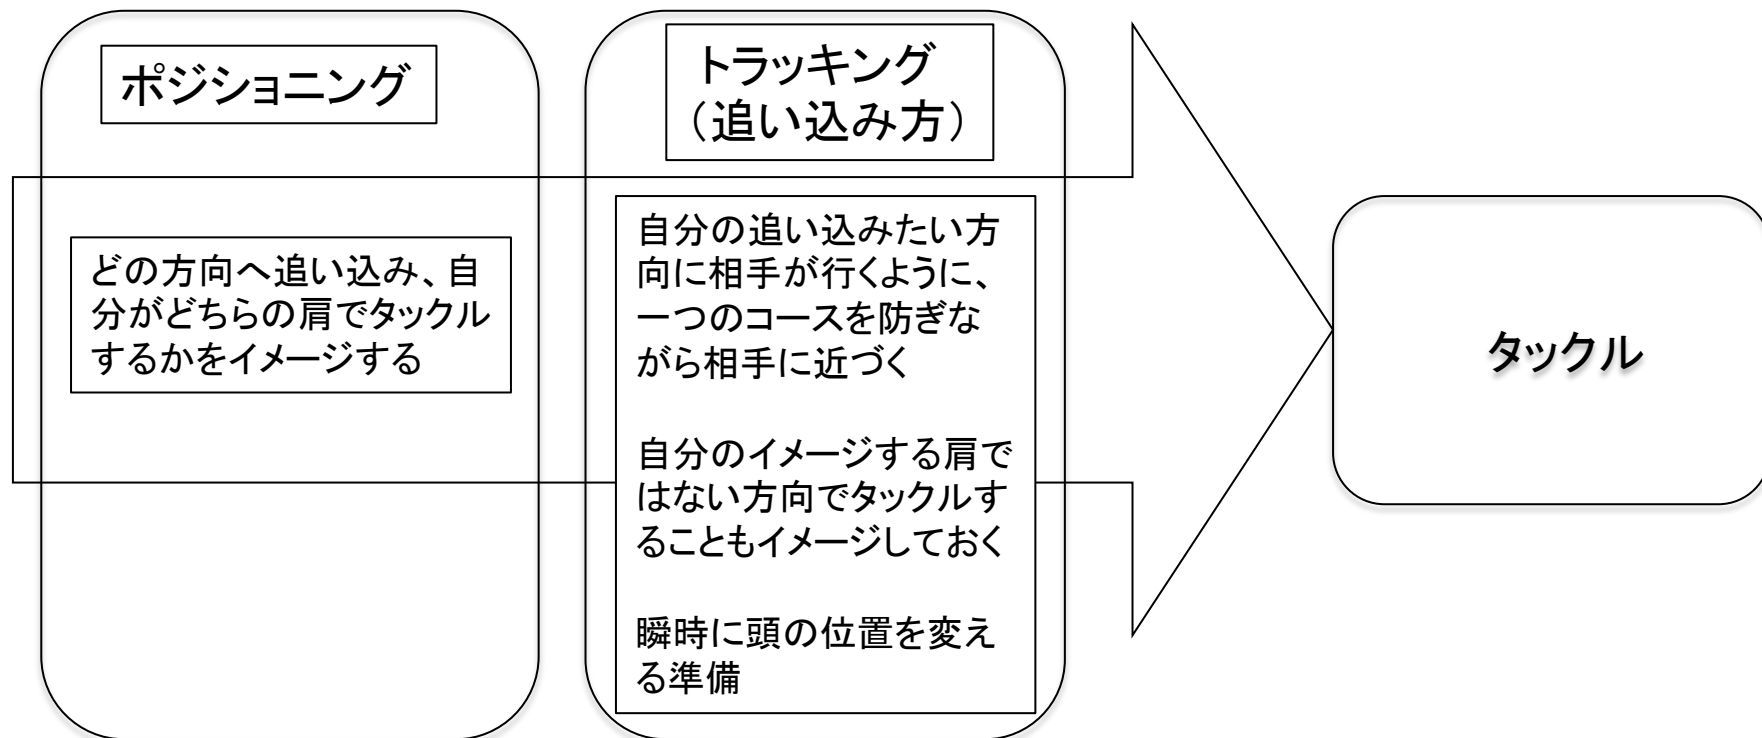 ポジショニング
どの方向へ追い込み、自
分がどちらの肩でタックル
するかをイメージする
トラッキング
（追い込み方）
自分の追い込みたい方
向に相手が行くように、
一つのコースを防ぎな
がら相手に近づく
自分のイメージする肩で
はない方向でタックルす
ることもイメージしておく
瞬時に頭の位置を変え
る準備
タックル